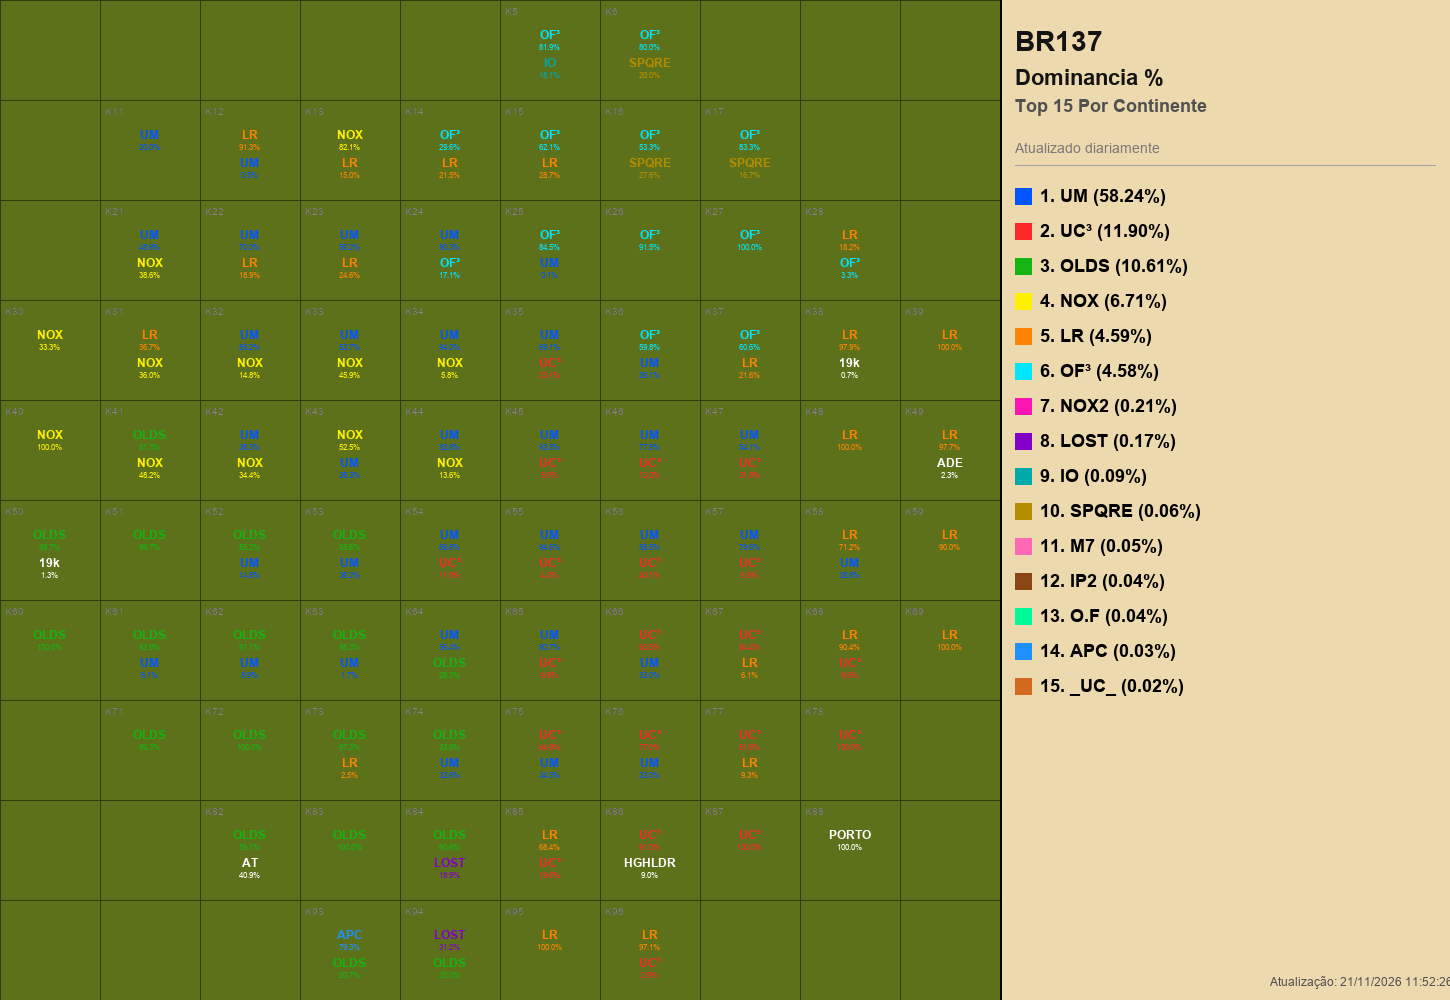 K5 K6
OF³ OF³
81.9% 80.0%
IO SPQRE
18.1% 20.0%
K11 K12 K13 K14 K15 K16 K17
UM LR NOX OF³ OF³ OF³ OF³
91.3% 82.1% 29.6% 62.1% 53.3% 83.3%
UM LR LR LR SPQRE SPQRE
15.0% 21.5% 28.7% 27.6% 16.7%
K21 K22 K23 K24 K25 K26 K27 K28
UM UM UM UM OF³ OF³ OF³ LR
84.5% 91.5% 100.0% 18.2%
NOX LR LR OF³ UM OF³
38.6% 18.9% 24.6% 17.1% 3.3%
K30 K31 K32 K33 K34 K35 K36 K37 K38 K39
NOX LR UM UM UM UM OF³ OF³ LR LR
33.3% 36.7% 59.8% 60.6% 97.9% 100.0%
NOX NOX NOX NOX UC³ UM LR 19k
36.0% 14.8% 45.9% 5.8% 21.6% 0.7%
K40 K41 K42 K43 K44 K45 K46 K47 K48 K49
NOX OLDS UM NOX UM UM UM UM LR LR
100.0% 52.5% 100.0% 97.7%
NOX NOX UM NOX UC³ UC³ UC³ ADE
48.2% 34.4% 13.6% 2.3%
K50 K51 K52 K53 K54 K55 K56 K57 K58 K59
OLDS OLDS OLDS OLDS UM UM UM UM LR LR
71.2% 90.0%
19k UM UM UC³ UC³ UC³ UC³ UM
1.3%
K60 K61 K62 K63 K64 K65 K66 K67 K68 K69
OLDS OLDS OLDS OLDS UM UM UC³ UC³ LR LR
100.0% 90.4% 100.0%
UM UM UM OLDS UC³ UM LR UC³
6.1%
K71 K72 K73 K74 K75 K76 K77 K78
OLDS OLDS OLDS OLDS UC³ UC³ UC³ UC³
100.0% 100.0%
LR UM UM UM LR
9.3%
K82 K83 K84 K85 K86 K87 K88
OLDS OLDS OLDS LR UC³ UC³ PORTO
100.0% 68.4% 100.0% 100.0%
AT LOST UC³ HGHLDR
40.9% 9.0%
K93 K94 K95 K96
APC LOST LR LR
79.3% 31.2% 100.0% 97.1%
OLDS OLDS UC³
BR137
Dominancia %
Top 15 Por Continente
Atualizado diariamente
1. UM (58.24%)
2. UC³ (11.90%)
3. OLDS (10.61%)
4. NOX (6.71%)
5. LR (4.59%)
6. OF³ (4.58%)
7. NOX2 (0.21%)
8. LOST (0.17%)
9. IO (0.09%)
10. SPQRE (0.06%)
11. M7 (0.05%)
12. IP2 (0.04%)
13. O.F (0.04%)
14. APC (0.03%)
15. _UC_ (0.02%)
Atualização: 21/11/2026 11:52:26